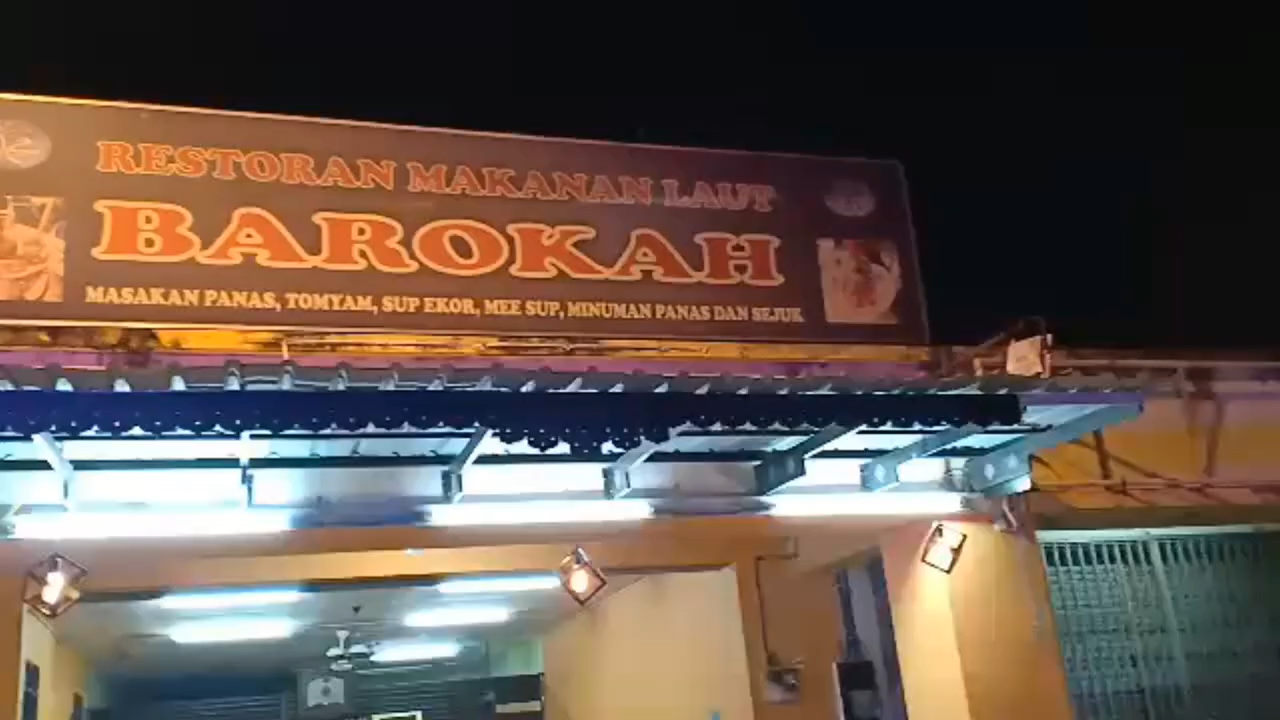 RESTORAN MAKANAN LAUT
BAROKAH
MASAKAN PANAS, TOMYAM, SUP EKOR, MEE SUP, MINUMAN PANAS DAN SEJUK